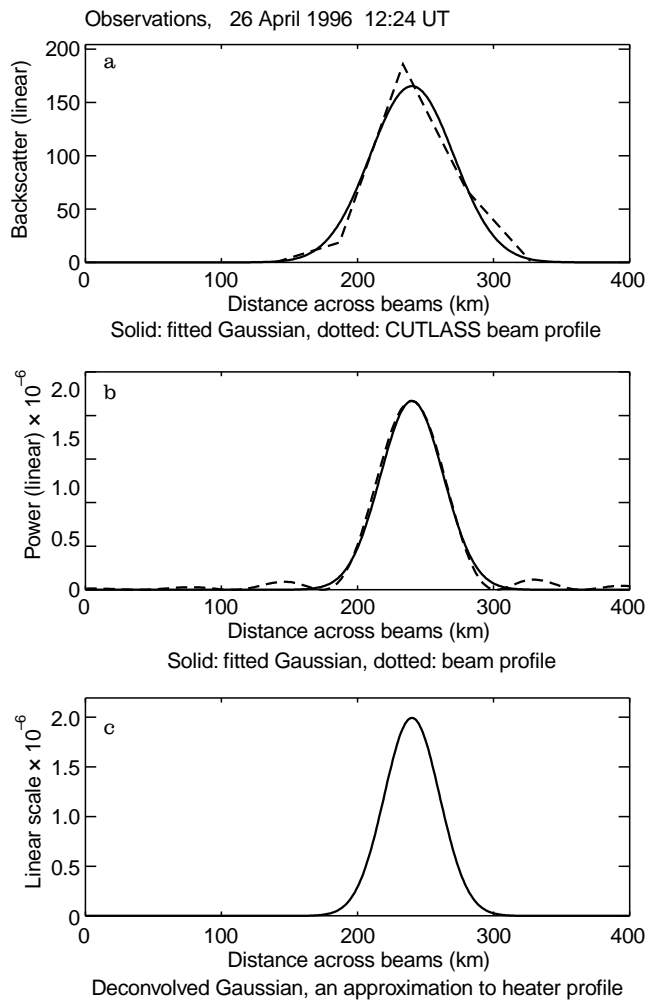 Observations, 26 April 1996 12:24 UT
a
200
150
100
50
0
Backscatter (linear)
0 100 200 300 400
Distance across beams (km)
Solid: fitted Gaussian, dotted: CUTLASS beam profile
b
2.0
1.5
1.0
0.5
0
Power (linear) × 10⁻⁶
0 100 200 300 400
Distance across beams (km)
Solid: fitted Gaussian, dotted: beam profile
c
2.0
1.5
1.0
0.5
0
Linear scale × 10⁻⁶
0 100 200 300 400
Distance across beams (km)
Deconvolved Gaussian, an approximation to heater profile